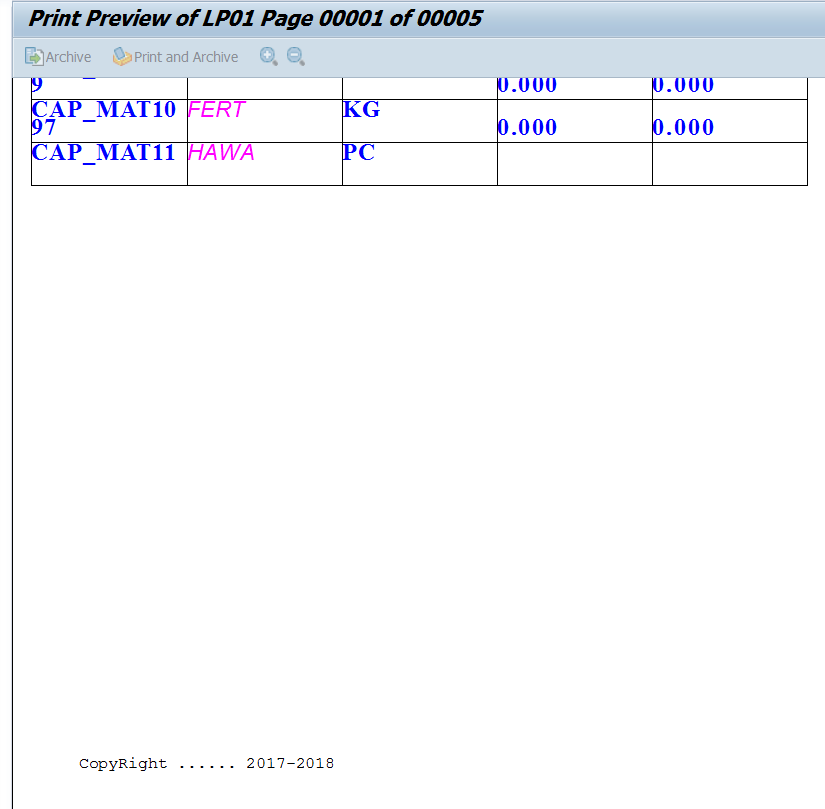 Print Preview of LP01 Page 00001 of 00005
Archive Print and Archive
9 0.000 0.000
CAP_MAT10 FERT KG
97 0.000 0.000
CAP_MAT11 HAWA PC
CopyRight ...... 2017-2018